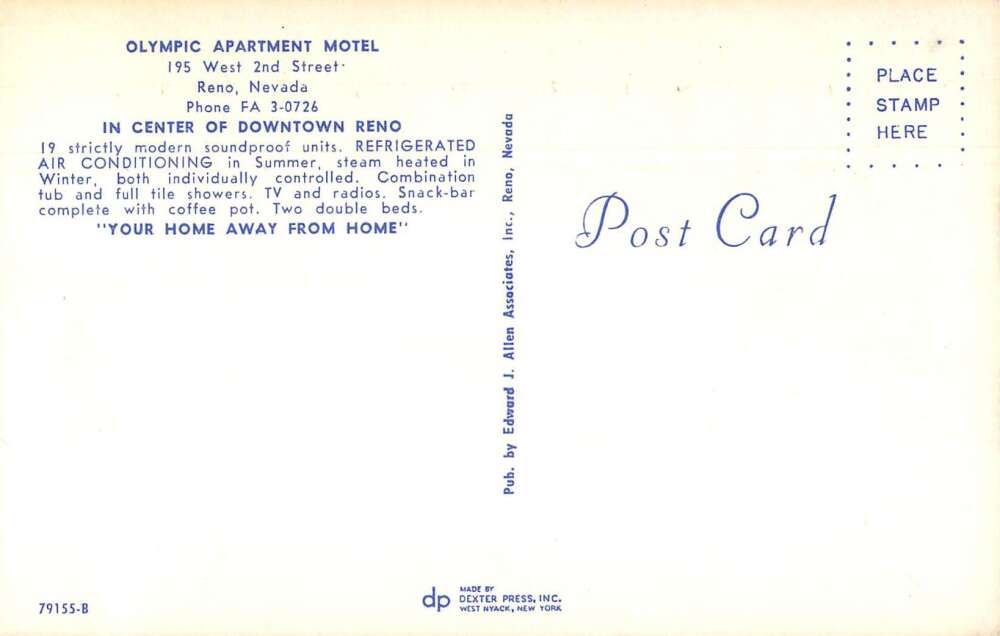 OLYMPIC APARTMENT MOTEL
195 West 2nd Street
Reno, Nevada
Phone FA 3-0726
IN CENTER OF DOWNTOWN RENO
19 strictly modern soundproof units. REFRIGERATED
AIR CONDITIONING in Summer, steam heated in
Winter, both individually controlled. Combination
tub and full tile showers. TV and radios. Snack-bar
complete with coffee pot. Two double beds.
"YOUR HOME AWAY FROM HOME"
Pub. by Edward J. Allen Associates, Inc., Reno, Nevada
PLACE
STAMP
HERE
Post Card
79155-B
dp
MADE BY
DEXTER PRESS, INC.
WEST NYACK, NEW YORK